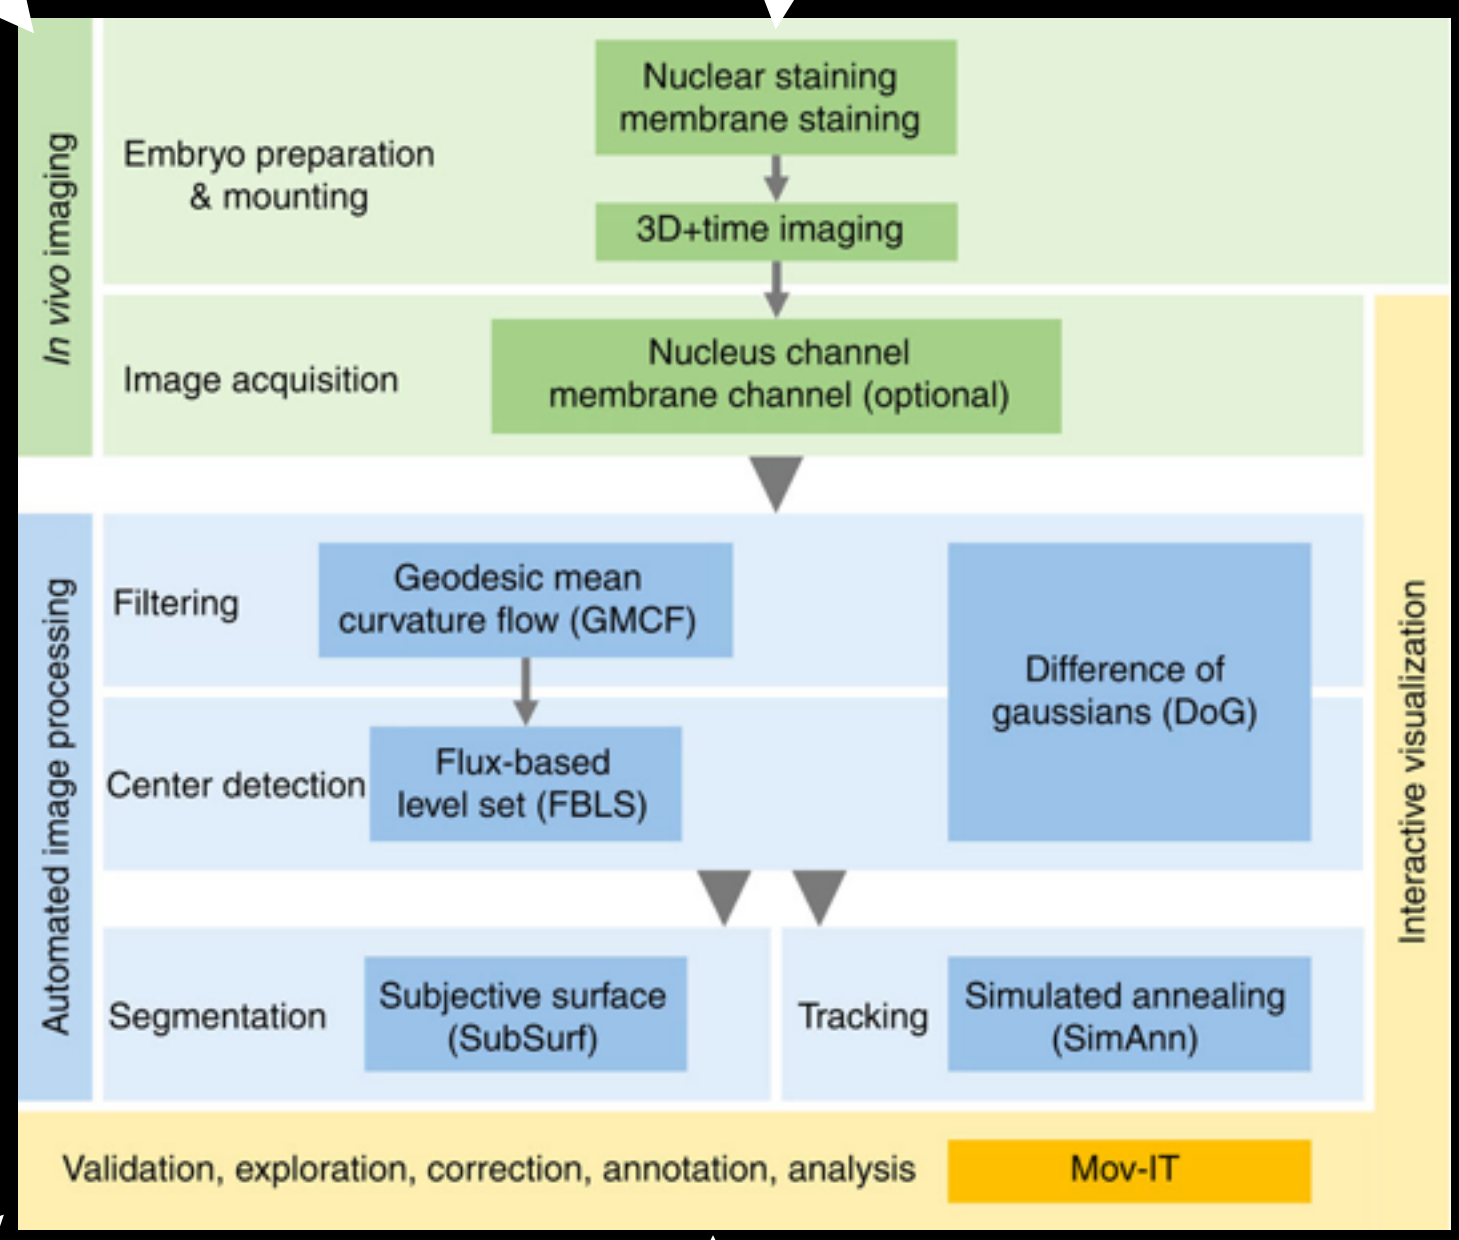 In vivo imaging
Embryo preparation
& mounting
Nuclear staining
membrane staining
3D+time imaging
Image acquisition
Nucleus channel
membrane channel (optional)
Automated image processing
Filtering
Geodesic mean
curvature flow (GMCF)
Difference of
gaussians (DoG)
Center detection
Flux-based
level set (FBLS)
Segmentation
Subjective surface
(SubSurf)
Tracking
Simulated annealing
(SimAnn)
Interactive visualization
Validation, exploration, correction, annotation, analysis
Mov-IT